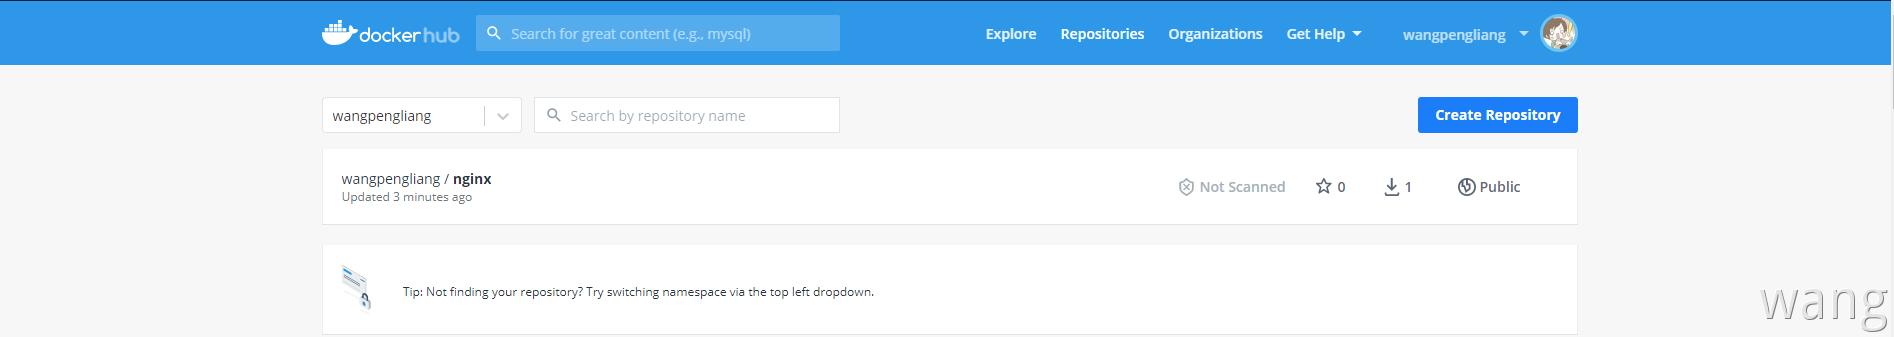 dockerhub Search for great content (e.g., mysql) Explore Repositories Organizations Get Help wangpengliang
wangpengliang Search by repository name Create Repository
wangpengliang / nginx Not Scanned 0 1 Public
Updated 3 minutes ago
Tip: Not finding your repository? Try switching namespace via the top left dropdown.
wang